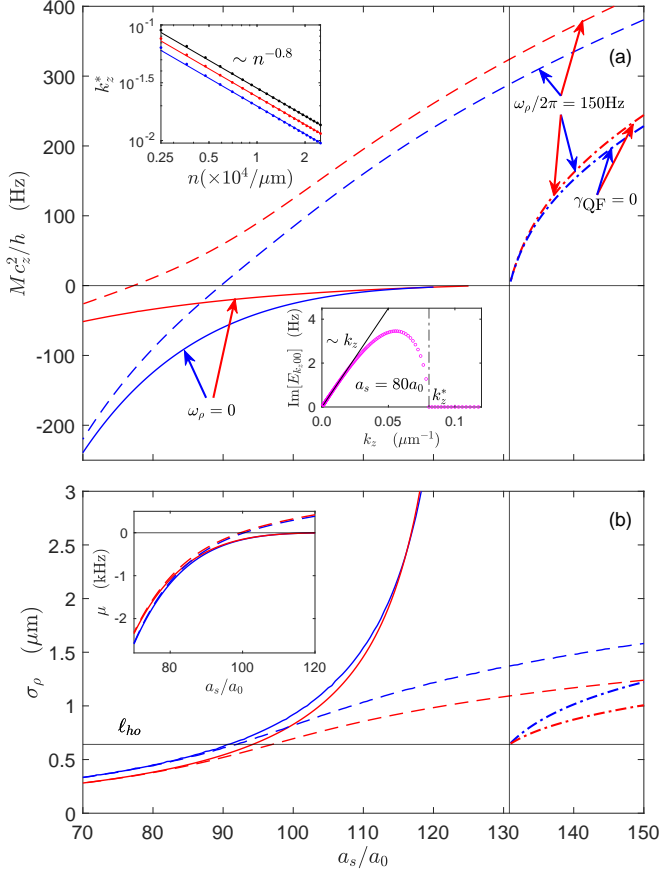 400
300
200
100
0
-100
-200
Mc_z^2/h (Hz)
(a)
10^-1
10^-1.5
10^-2
k_z^*
∼ n^-0.8
0.25
0.5
1
2
n(×10^4/μm)
ω_ρ/2π = 150Hz
γ_QF = 0
ω_ρ = 0
4
2
0
Im[E_{k_z00}] (Hz)
∼ k_z
a_s = 80a_0
k_z^*
0
0.05
0.1
k_z (μm^-1)
3
2.5
2
1.5
1
0.5
0
σ_ρ (μm)
(b)
0
-1
-2
μ (kHz)
80
100
120
a_s/a_0
ℓ_ho
70
80
90
100
110
120
130
140
150
a_s/a_0